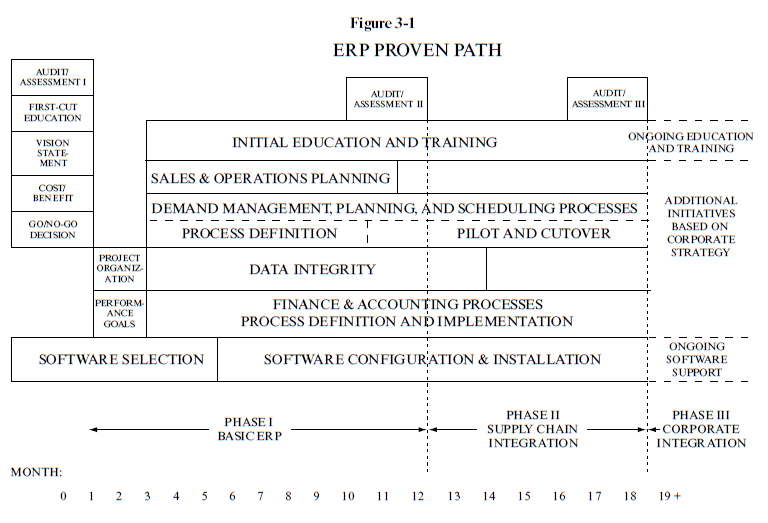 Figure 3-1
ERP PROVEN PATH
AUDIT/
ASSESSMENT I
FIRST-CUT
EDUCATION
VISION
STATE-
MENT
COST/
BENEFIT
GO/NO-GO
DECISION
AUDIT/
ASSESSMENT II
AUDIT/
ASSESSMENT III
INITIAL EDUCATION AND TRAINING
ONGOING EDUCATION
AND TRAINING
SALES & OPERATIONS PLANNING
DEMAND MANAGEMENT, PLANNING, AND SCHEDULING PROCESSES
PROCESS DEFINITION
PILOT AND CUTOVER
ADDITIONAL
INITIATIVES
BASED ON
CORPORATE
STRATEGY
PROJECT
ORGANIZ-
ATION
DATA INTEGRITY
PERFORM-
ANCE
GOALS
FINANCE & ACCOUNTING PROCESSES
PROCESS DEFINITION AND IMPLEMENTATION
SOFTWARE SELECTION
SOFTWARE CONFIGURATION & INSTALLATION
ONGOING
SOFTWARE
SUPPORT
PHASE I
BASIC ERP
PHASE II
SUPPLY CHAIN
INTEGRATION
PHASE III
CORPORATE
INTEGRATION
MONTH:
0 1 2 3 4 5 6 7 8 9 10 11 12 13 14 15 16 17 18 19 +